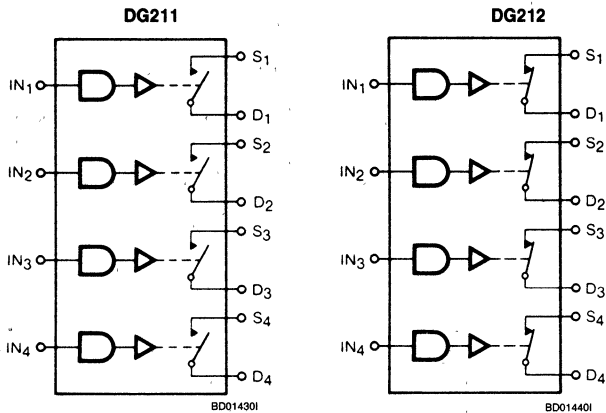 DG211
IN₁
S₁
D₁
IN₂
S₂
D₂
IN₃
S₃
D₃
IN₄
S₄
D₄
BD01430I
DG212
IN₁
S₁
D₁
IN₂
S₂
D₂
IN₃
S₃
D₃
IN₄
S₄
D₄
BD01440I